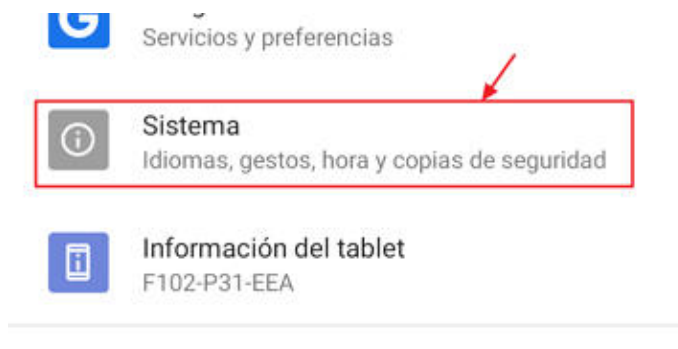 Servicios y preferencias
Sistema
Idiomas, gestos, hora y copias de seguridad
Información del tablet
F102-P31-EEA